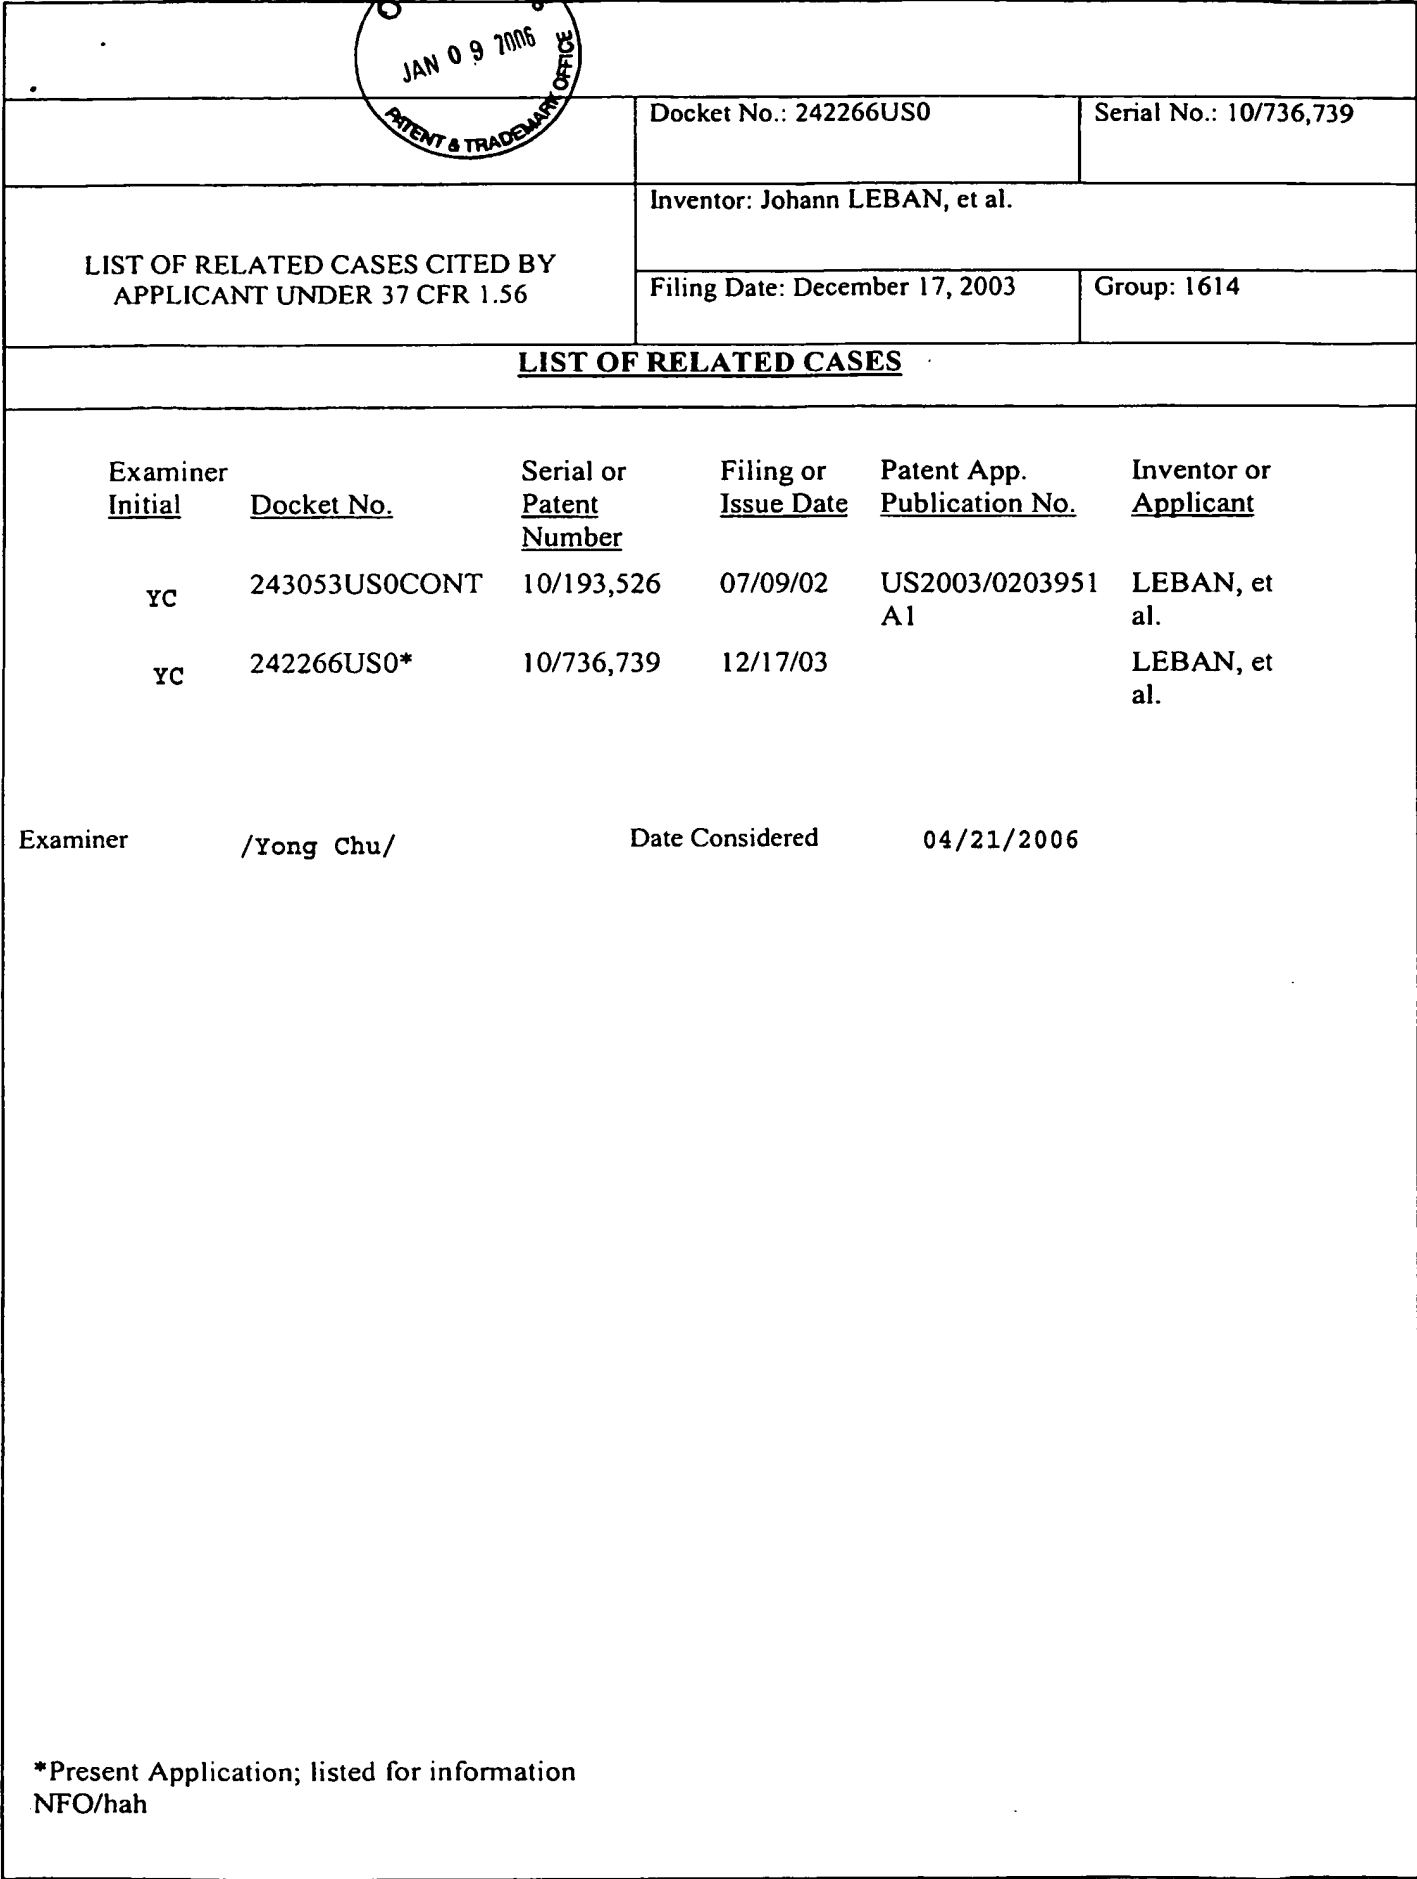 JAN 09 2006
PATENT & TRADEMARK OFFICE
Docket No.: 242266US0
Serial No.: 10/736,739
Inventor: Johann LEBAN, et al.
LIST OF RELATED CASES CITED BY
APPLICANT UNDER 37 CFR 1.56
Filing Date: December 17, 2003
Group: 1614
LIST OF RELATED CASES
Examiner Serial or Filing or Patent App. Inventor or
Initial Docket No. Patent Issue Date Publication No. Applicant
Number
YC 243053US0CONT 10/193,526 07/09/02 US2003/0203951 LEBAN, et
A1 al.
YC 242266US0* 10/736,739 12/17/03 LEBAN, et
al.
Examiner /Yong Chu/ Date Considered 04/21/2006
*Present Application; listed for information
NFO/hah